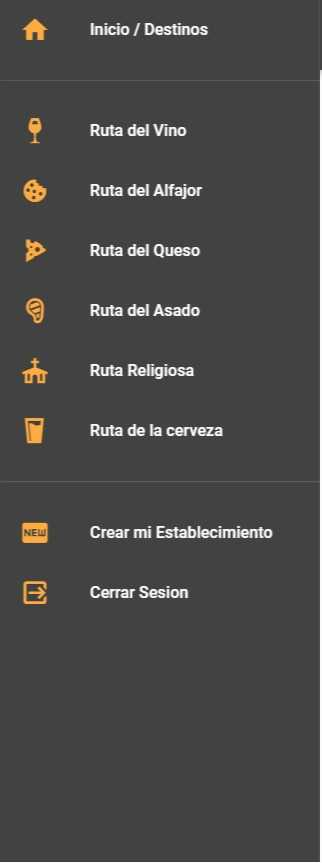 Inicio / Destinos
Ruta del Vino
Ruta del Alfajor
Ruta del Queso
Ruta del Asado
Ruta Religiosa
Ruta de la cerveza
NEW
Crear mi Establecimiento
Cerrar Sesion